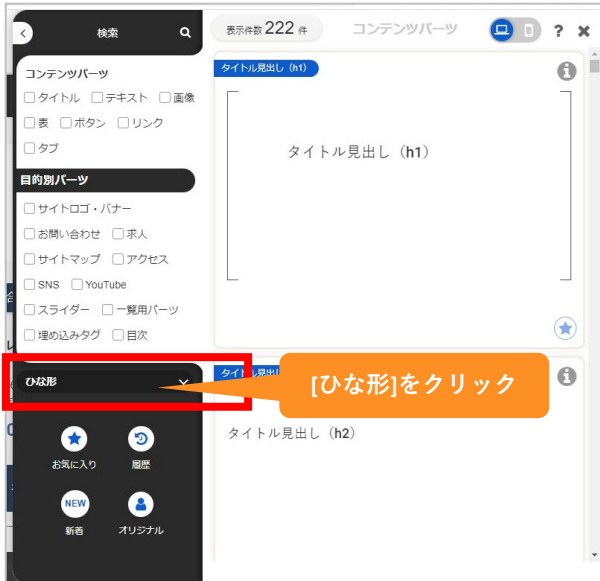 検索
表示件数 222 件
コンテンツパーツ
?
コンテンツパーツ
タイトル テキスト 画像
表 ボタン リンク
タブ
目的別パーツ
サイトロゴ・バナー
お問い合わせ 求人
サイトマップ アクセス
SNS YouTube
スライダー 一覧用パーツ
埋め込みタグ 目次
ひな形
お気に入り 履歴
NEW
新着 オリジナル
タイトル見出し（h1）
タイトル見出し（h1）
[ひな形]をクリック
タイトル見出し（h2）